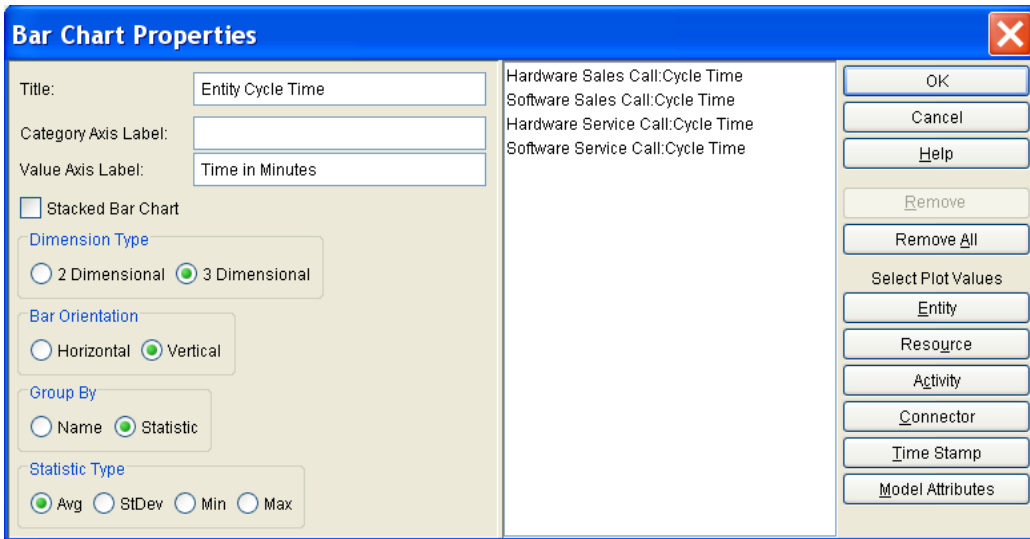 Bar Chart Properties
Title:
Entity Cycle Time
Category Axis Label:
Value Axis Label:
Time in Minutes
Stacked Bar Chart
Dimension Type
2 Dimensional
3 Dimensional
Bar Orientation
Horizontal
Vertical
Group By
Name
Statistic
Statistic Type
Avg
StDev
Min
Max
Hardware Sales Call:Cycle Time
Software Sales Call:Cycle Time
Hardware Service Call:Cycle Time
Software Service Call:Cycle Time
OK
Cancel
Help
Remove
Remove All
Select Plot Values
Entity
Resource
Activity
Connector
Time Stamp
Model Attributes